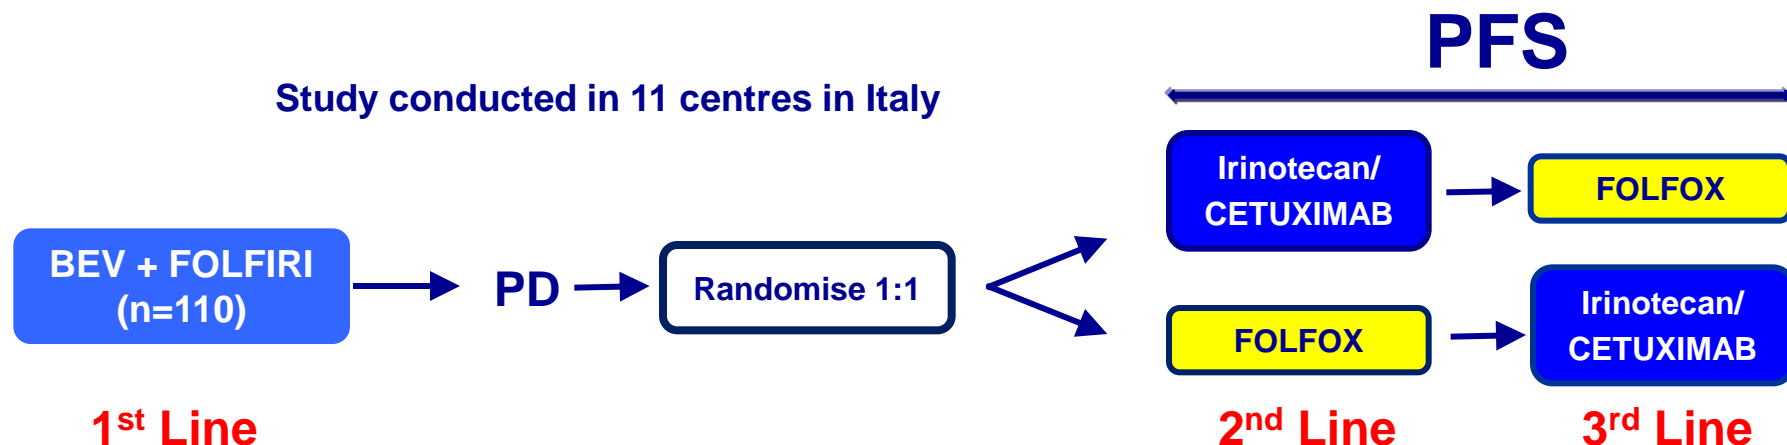 PFS
Study conducted in 11 centres in Italy
BEV + FOLFIRI
(n=110)
PD
Randomise 1:1
Irinotecan/
CETUXIMAB
FOLFOX
FOLFOX
Irinotecan/
CETUXIMAB
1st Line
2nd Line
3rd Line